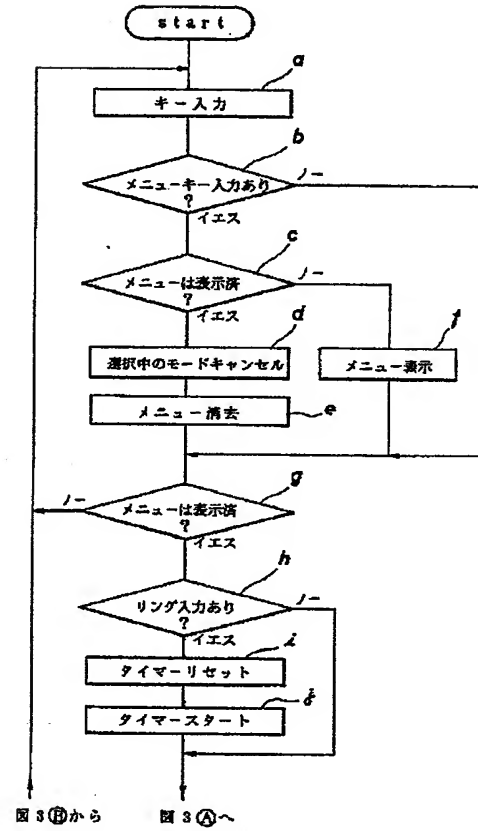 start
a
キー入力
b
メニューキー入力あり
?
ノー
イエス
c
メニューは表示済
?
ノー
イエス
d
選択中のモードキャンセル
f
メニュー表示
メニュー消去
e
g
ノー
メニューは表示済
?
イエス
h
リング入力あり
?
ノー
イエス
i
タイマーリセット
j
タイマースタート
図3Ⓑから
図3Ⓐへ